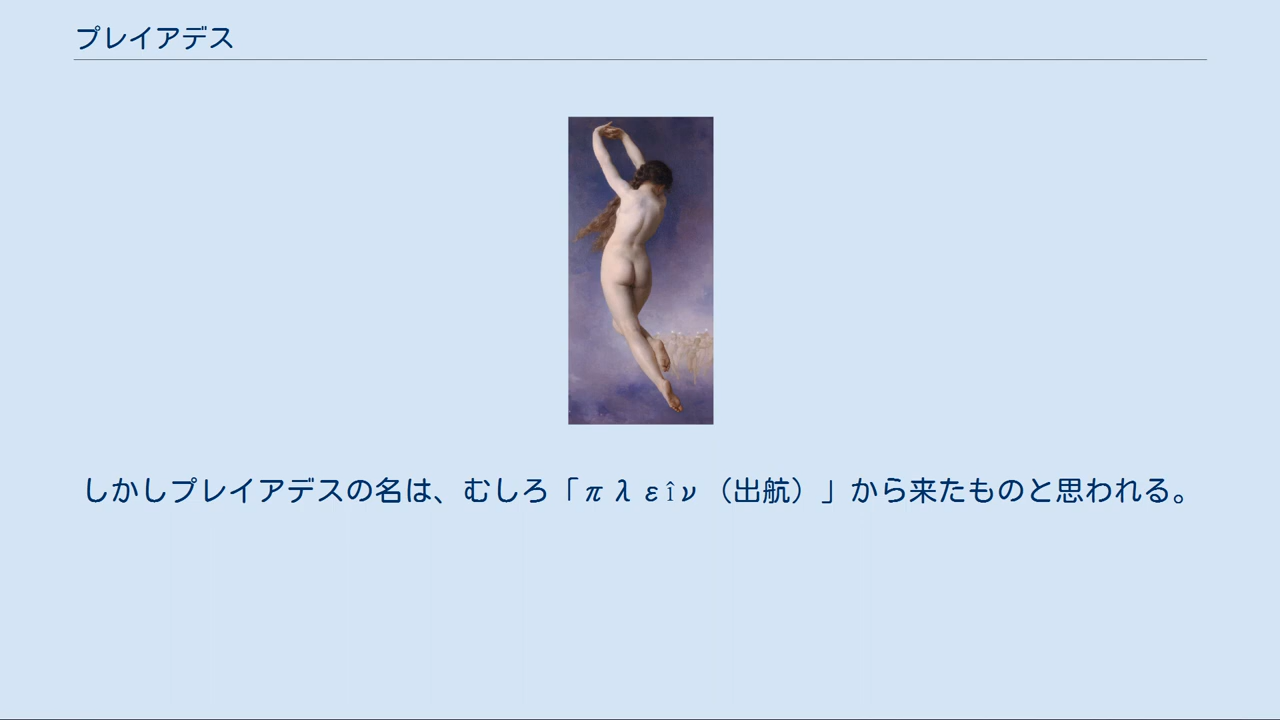 プレイアデス
しかしプレイアデスの名は、むしろ「πλεîν（出航）」から来たものと思われる。